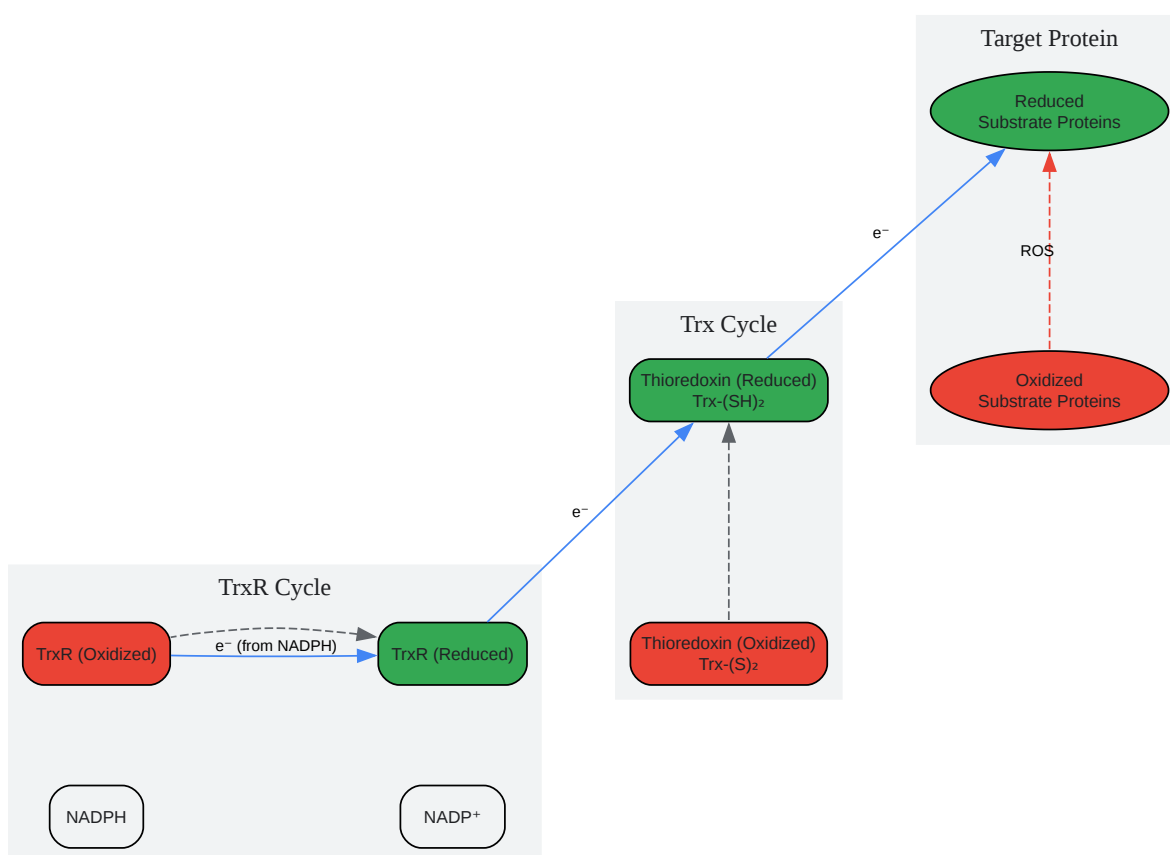 Target Protein
Reduced
Substrate Proteins
e⁻
ROS
Trx Cycle
Thioredoxin (Reduced)
Trx-(SH)₂
Oxidized
Substrate Proteins
e⁻
TrxR Cycle
TrxR (Oxidized)
e⁻ (from NADPH)
TrxR (Reduced)
Thioredoxin (Oxidized)
Trx-(S)₂
NADPH
NADP⁺